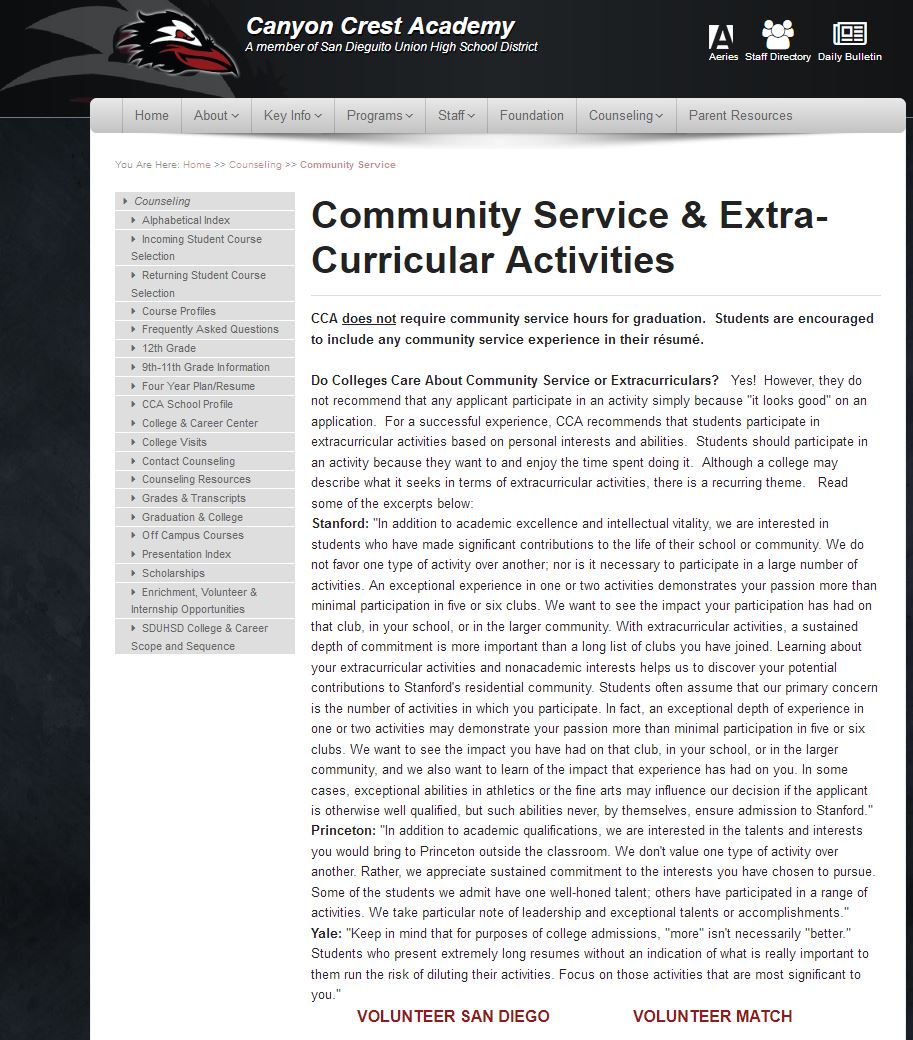 Canyon Crest Academy
A member of San Dieguito Union High School District
Aeries Staff Directory Daily Bulletin
Home About Key Info Programs Staff Foundation Counseling Parent Resources
You Are Here: Home >> Counseling >> Community Service
Counseling
Alphabetical Index
Incoming Student Course
Selection
Returning Student Course
Selection
Course Profiles
Frequently Asked Questions
12th Grade
9th-11th Grade Information
Four Year Plan/Resume
CCA School Profile
College & Career Center
College Visits
Contact Counseling
Counseling Resources
Grades & Transcripts
Graduation & College
Off Campus Courses
Presentation Index
Scholarships
Enrichment, Volunteer &
Internship Opportunities
SDUHSD College & Career
Scope and Sequence
Community Service & Extra-
Curricular Activities
CCA does not require community service hours for graduation. Students are encouraged
to include any community service experience in their résumé.
Do Colleges Care About Community Service or Extracurriculars? Yes! However, they do
not recommend that any applicant participate in an activity simply because "it looks good" on an
application. For a successful experience, CCA recommends that students participate in
extracurricular activities based on personal interests and abilities. Students should participate in
an activity because they want to and enjoy the time spent doing it. Although a college may
describe what it seeks in terms of extracurricular activities, there is a recurring theme. Read
some of the excerpts below:
Stanford: "In addition to academic excellence and intellectual vitality, we are interested in
students who have made significant contributions to the life of their school or community. We do
not favor one type of activity over another; nor is it necessary to participate in a large number of
activities. An exceptional experience in one or two activities demonstrates your passion more than
minimal participation in five or six clubs. We want to see the impact your participation has had on
that club, in your school, or in the larger community. With extracurricular activities, a sustained
depth of commitment is more important than a long list of clubs you have joined. Learning about
your extracurricular activities and nonacademic interests helps us to discover your potential
contributions to Stanford's residential community. Students often assume that our primary concern
is the number of activities in which you participate. In fact, an exceptional depth of experience in
one or two activities may demonstrate your passion more than minimal participation in five or six
clubs. We want to see the impact you have had on that club, in your school, or in the larger
community, and we also want to learn of the impact that experience has had on you. In some
cases, exceptional abilities in athletics or the fine arts may influence our decision if the applicant
is otherwise well qualified, but such abilities never, by themselves, ensure admission to Stanford."
Princeton: "In addition to academic qualifications, we are interested in the talents and interests
you would bring to Princeton outside the classroom. We don't value one type of activity over
another. Rather, we appreciate sustained commitment to the interests you have chosen to pursue.
Some of the students we admit have one well-honed talent; others have participated in a range of
activities. We take particular note of leadership and exceptional talents or accomplishments."
Yale: "Keep in mind that for purposes of college admissions, "more" isn't necessarily "better."
Students who present extremely long resumes without an indication of what is really important to
them run the risk of diluting their activities. Focus on those activities that are most significant to
you."
VOLUNTEER SAN DIEGO VOLUNTEER MATCH